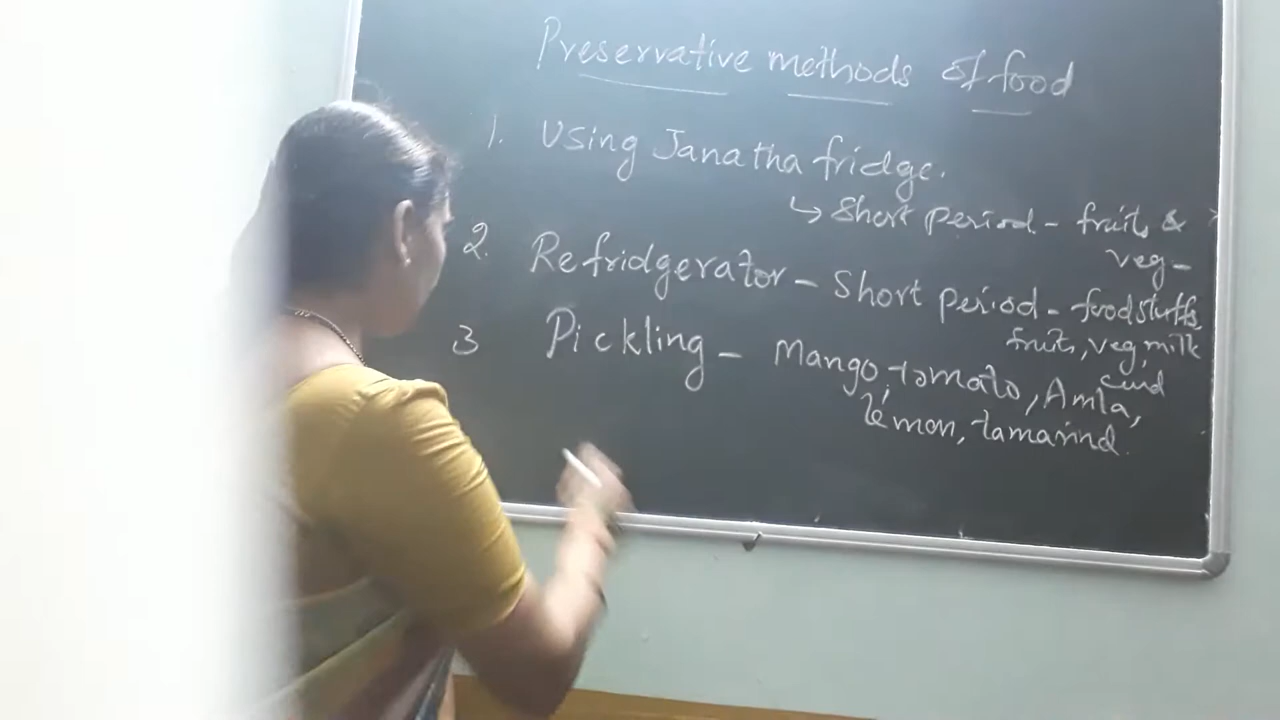 Preservative methods of food
1. Using Janatha fridge.
↳ Short period - fruits &
veg -
2. Refridgerator - Short period - foodstuffs,
fruits, veg, milk
and
3 Pickling - Mango, tomato, Amla,
lemon, tamarind.